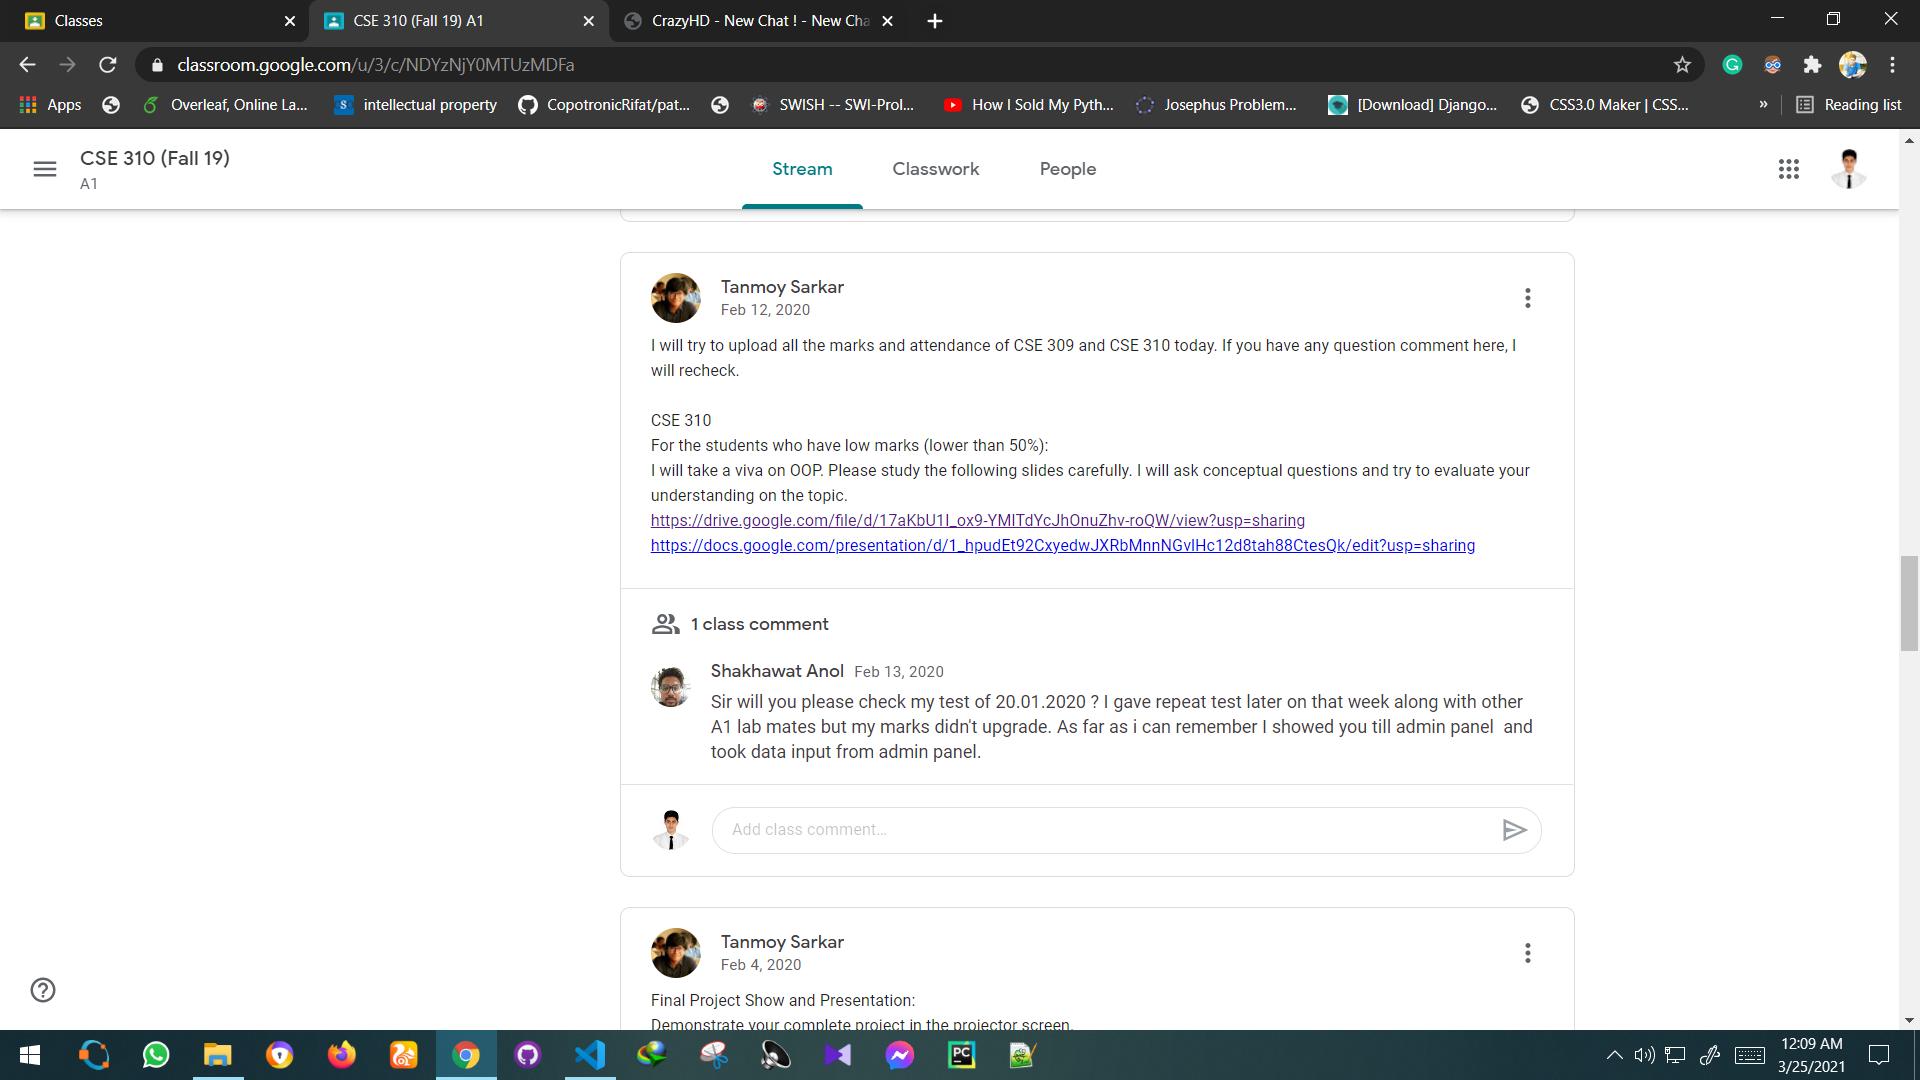 Classes
CSE 310 (Fall 19) A1
CrazyHD - New Chat ! - New Cha
classroom.google.com/u/3/c/NDYzNjY0MTUzMDFa
Apps
Overleaf, Online La...
intellectual property
CopotronicRifat/pat...
SWISH -- SWI-Prol...
How I Sold My Pyth...
Josephus Problem...
[Download] Django...
CSS3.0 Maker | CSS...
»
Reading list
CSE 310 (Fall 19)
A1
Stream
Classwork
People
Tanmoy Sarkar
Feb 12, 2020
I will try to upload all the marks and attendance of CSE 309 and CSE 310 today. If you have any question comment here, I
will recheck.
CSE 310
For the students who have low marks (lower than 50%):
I will take a viva on OOP. Please study the following slides carefully. I will ask conceptual questions and try to evaluate your
understanding on the topic.
https://drive.google.com/file/d/17aKbU1I_ox9-YMITdYcJhOnuZhv-roQW/view?usp=sharing
https://docs.google.com/presentation/d/1_hpudEt92CxyedwJXRbMnnNGvIHc12d8tah88CtesQk/edit?usp=sharing
1 class comment
Shakhawat Anol Feb 13, 2020
Sir will you please check my test of 20.01.2020 ? I gave repeat test later on that week along with other
A1 lab mates but my marks didn't upgrade. As far as i can remember I showed you till admin panel  and
took data input from admin panel.
Add class comment...
Tanmoy Sarkar
Feb 4, 2020
Final Project Show and Presentation:
Demonstrate your complete project in the projector screen.
12:09 AM
3/25/2021